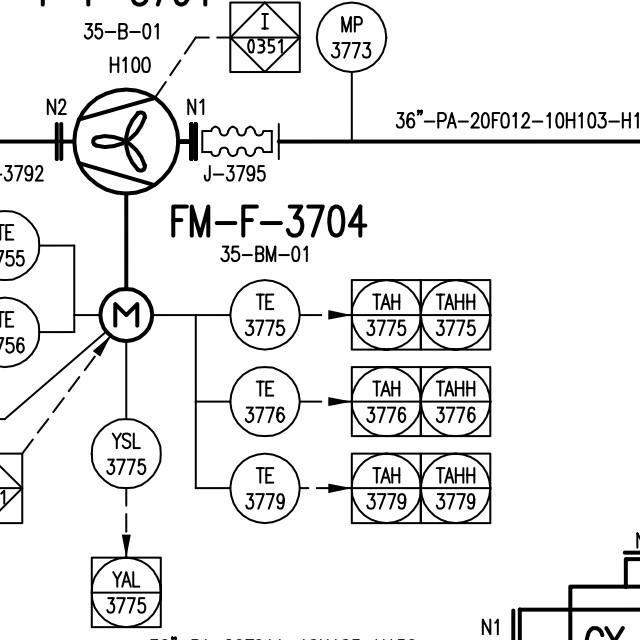 35-B-01
I
0351
MP
3773
H100
N2
N1
36"-PA-20F012-10H103-H1
-3792
J-3795
FM-F-3704
35-BM-01
TE
755
TE
756
M
TE
3775
TAH
3775
TAHH
3775
TE
3776
TAH
3776
TAHH
3776
YSL
3775
TE
3779
TAH
3779
TAHH
3779
1
YAL
3775
N1